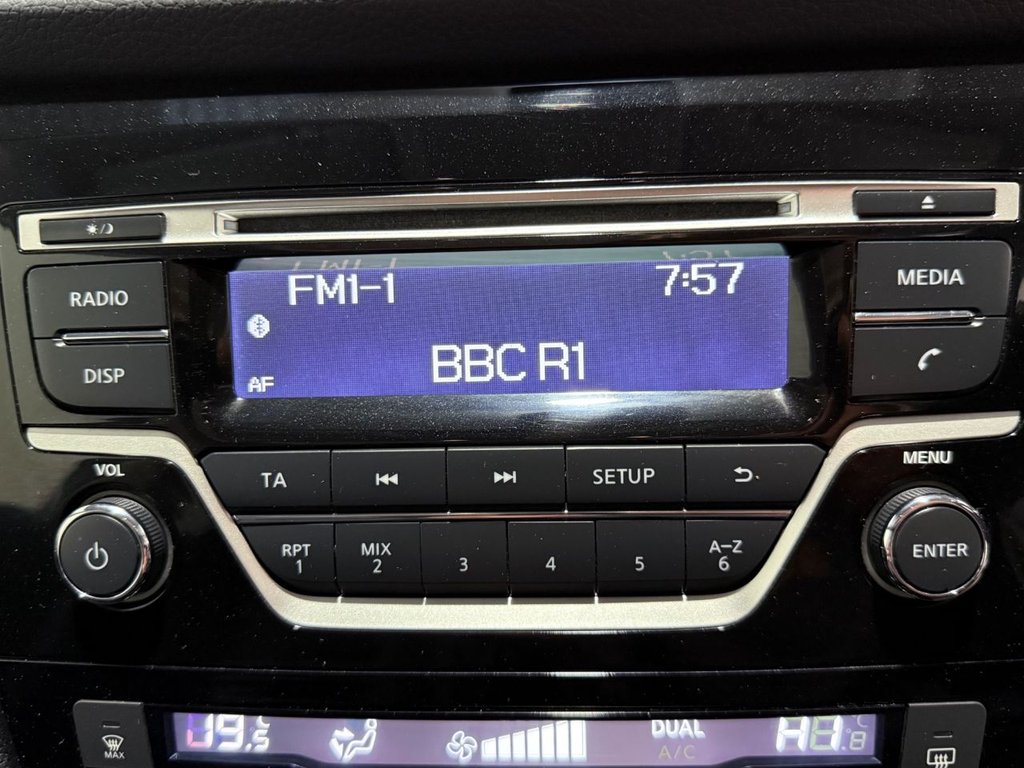 RADIO
DISP
FM1-1 7:57
BBC R1
AF
MEDIA
VOL
MENU
TA
SETUP
RPT
1
MIX
2
3
4
5
A-Z
6
ENTER
MAX
DUAL
A/C